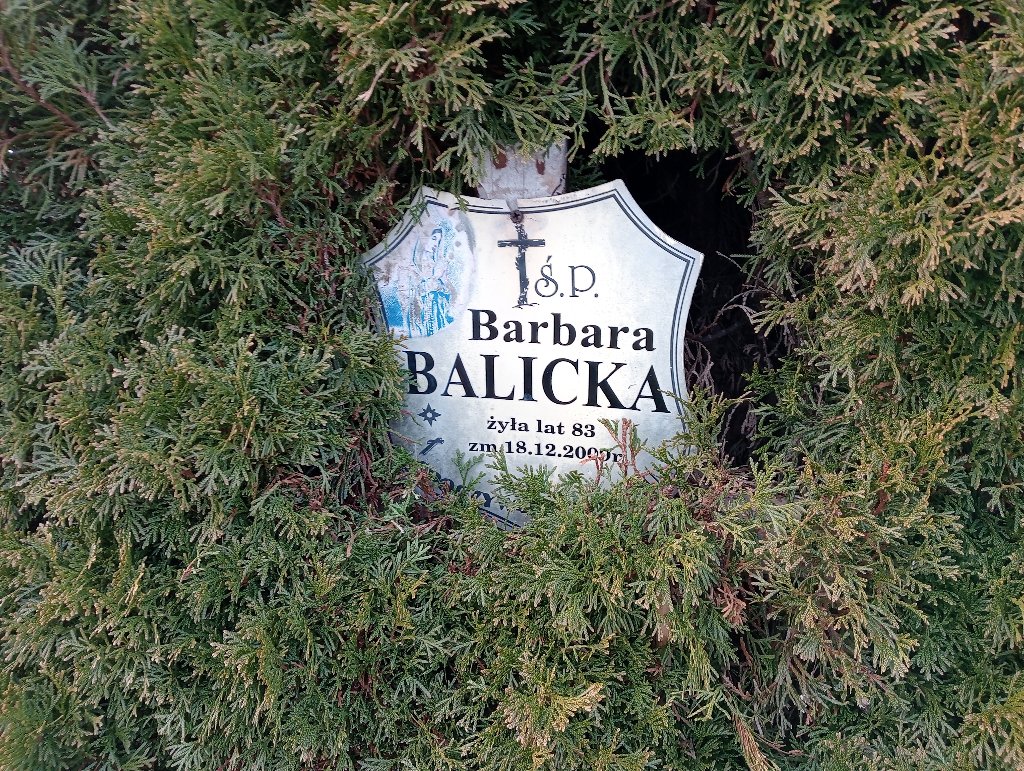 Ś.P.
Barbara
BALICKA
żyła lat 83
zm 18.12.2009r